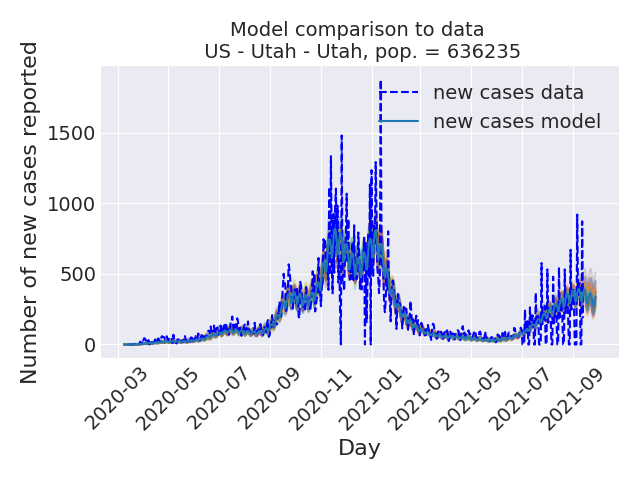 Model comparison to data
US - Utah - Utah, pop. = 636235
new cases data
new cases model
Number of new cases reported
1500
1000
500
0
2020-03
2020-05
2020-07
2020-09
2020-11
2021-01
2021-03
2021-05
2021-07
2021-09
Day